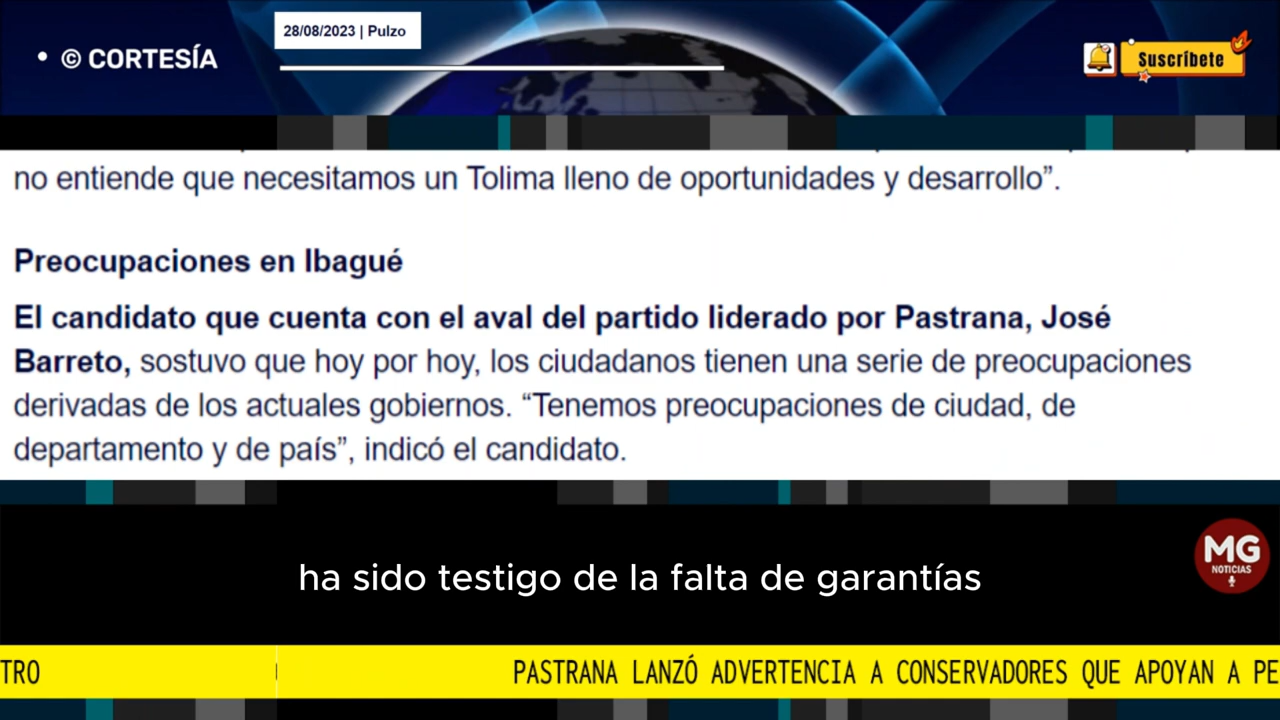 28/08/2023 | Pulzo
• © CORTESÍA
Suscríbete
no entiende que necesitamos un Tolima lleno de oportunidades y desarrollo”.
Preocupaciones en Ibagué
El candidato que cuenta con el aval del partido liderado por Pastrana, José
Barreto, sostuvo que hoy por hoy, los ciudadanos tienen una serie de preocupaciones
derivadas de los actuales gobiernos. “Tenemos preocupaciones de ciudad, de
departamento y de país”, indicó el candidato.
MG
NOTICIAS
ha sido testigo de la falta de garantías
TRO PASTRANA LANZÓ ADVERTENCIA A CONSERVADORES QUE APOYAN A PE